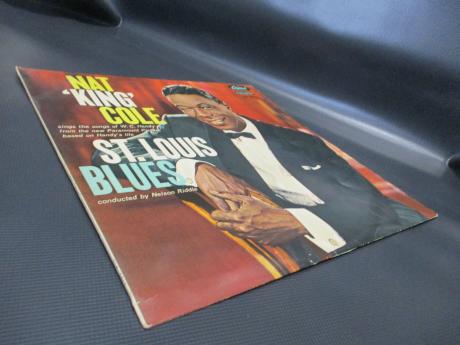 NAT
'KING'
COLE
sings the songs of W. C. Handy
from the new Paramount Picture
based on Handy's life
ST. LOUIS
BLUES
conducted by Nelson Riddle